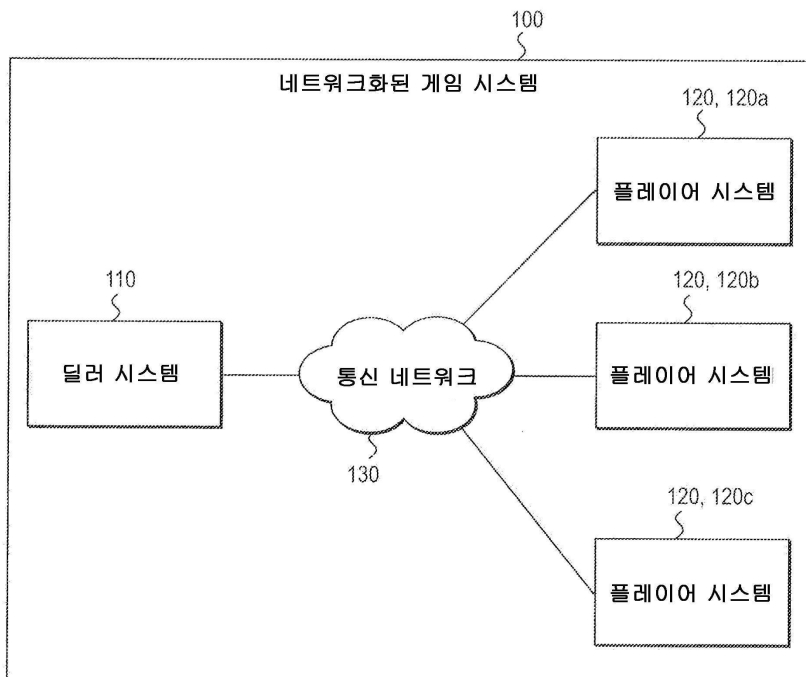 100
네트워크화된 게임 시스템
120, 120a
플레이어 시스템
110
딜러 시스템
통신 네트워크
130
120, 120b
플레이어 시스템
120, 120c
플레이어 시스템